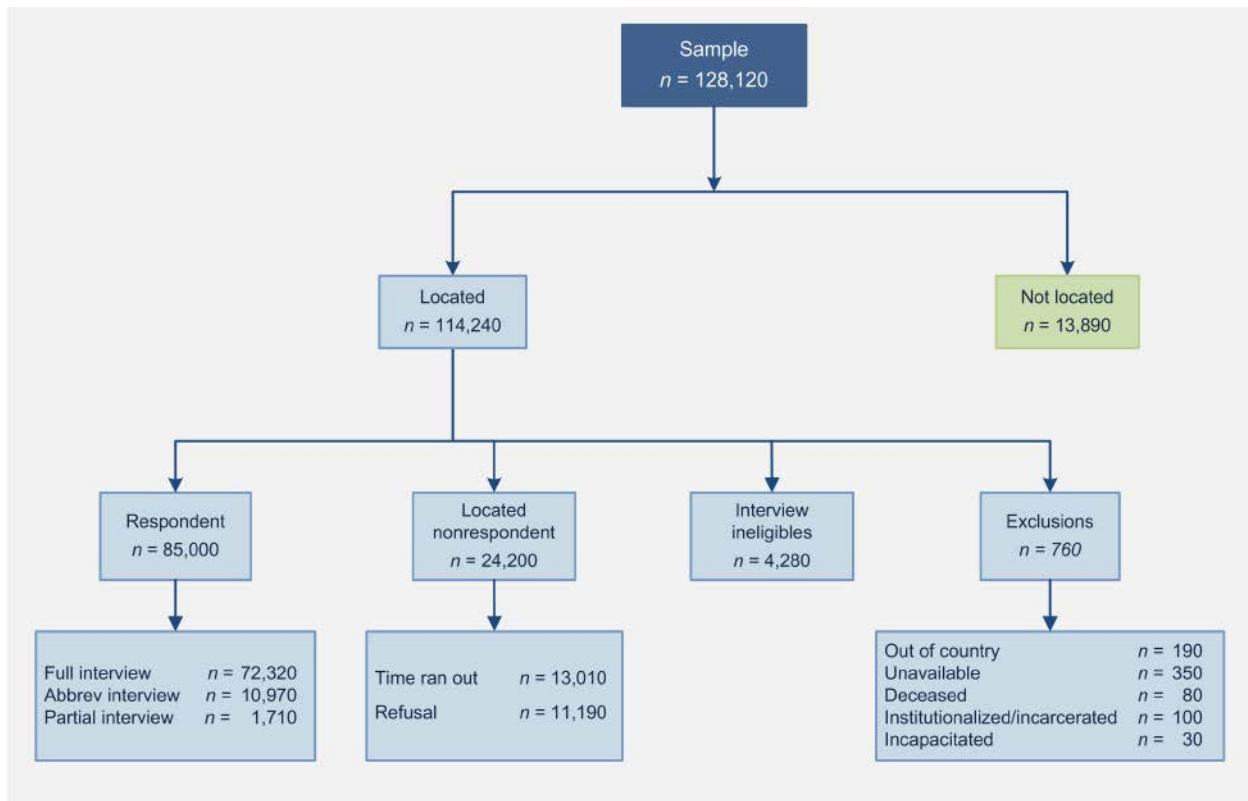 Sample
n = 128,120
Located
n = 114,240
Not located
n = 13,890
Respondent
n = 85,000
Located
nonrespondent
n = 24,200
Interview
ineligibles
n = 4,280
Exclusions
n = 760
Full interview n = 72,320
Abbrev interview n = 10,970
Partial interview n = 1,710
Time ran out n = 13,010
Refusal n = 11,190
Out of country n = 190
Unavailable n = 350
Deceased n = 80
Institutionalized/incarcerated n = 100
Incapacitated n = 30